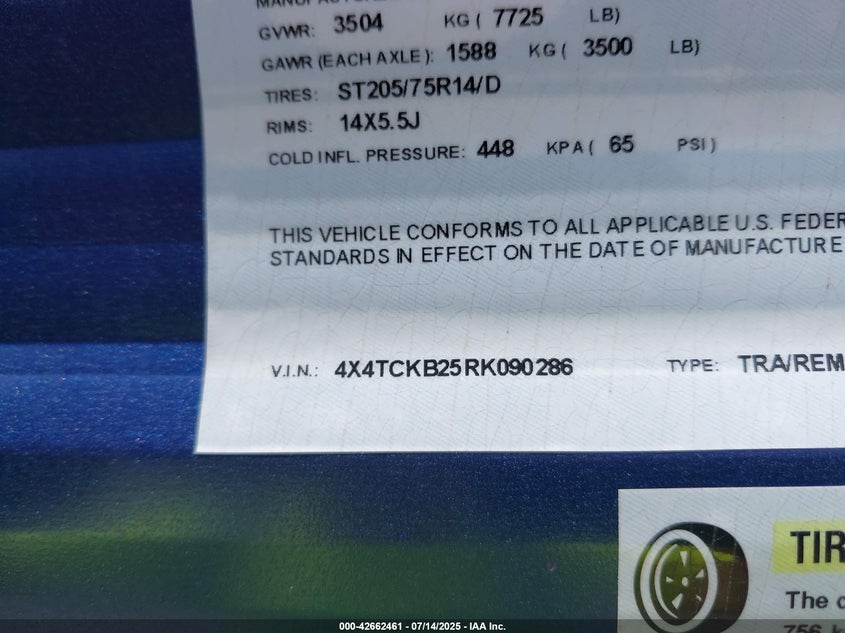 GVWR: 3504 KG ( 7725 LB)
GAWR (EACH AXLE): 1588 KG ( 3500 LB)
TIRES: ST205/75R14/D
RIMS: 14X5.5J
COLD INFL. PRESSURE: 448 KPA ( 65 PSI )
THIS VEHICLE CONFORMS TO ALL APPLICABLE U.S. FEDER
STANDARDS IN EFFECT ON THE DATE OF MANUFACTURE
V.I.N.: 4X4TCKB25RK090286 TYPE: TRA/REM
TIR
The
000-42662461 - 07/14/2025 - IAA Inc.